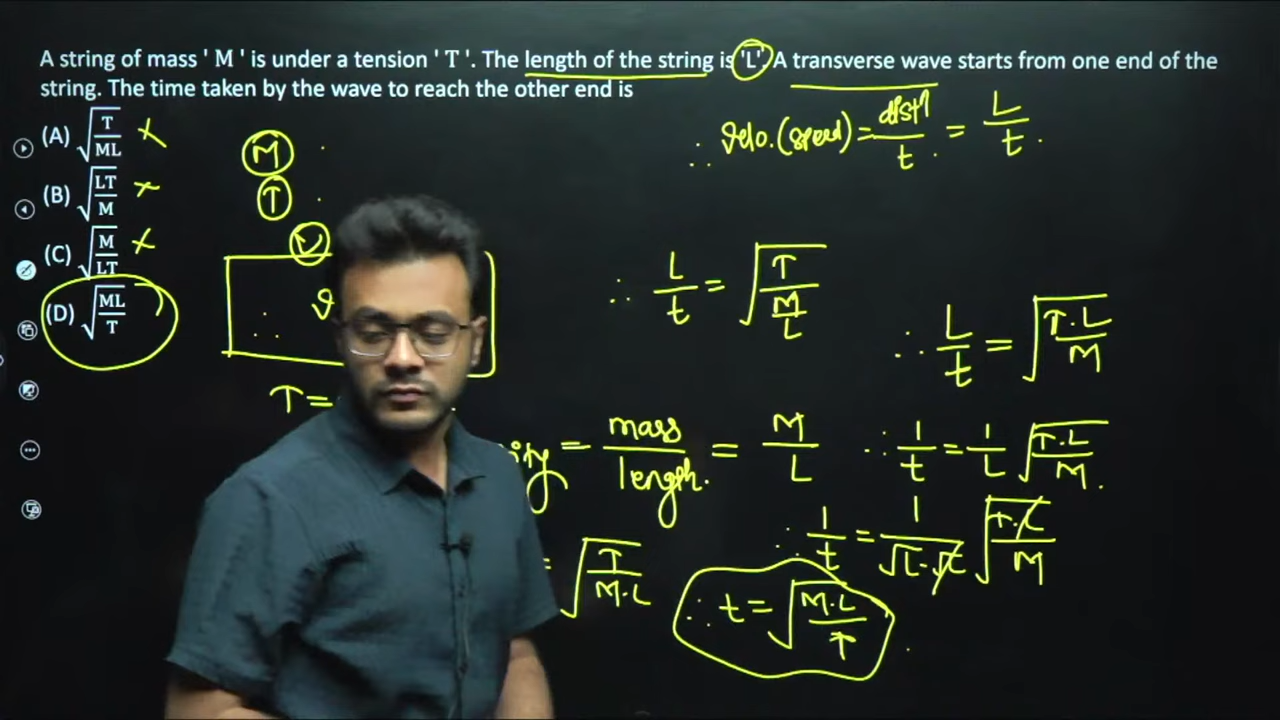 A string of mass ' M ' is under a tension ' T '. The length of the string is 'L'. A transverse wave starts from one end of the
string. The time taken by the wave to reach the other end is
(A) √(T/ML) ×
(B) √(LT/M) ×
(C) √(M/LT) ×
(D) √(ML/T)
M
T
L
∴ velo.(speed) = distⁿ/t = L/t
∴ L/t = √(T/(M/L))
∴ L/t = √(T·L/M)
T =
= mass/length = M/L
∴ 1/t = 1/L √(T·L/M)
∴ 1/t = 1/(√L·√L) √(T·L/M)
= √(T/M·L)
∴ t = √(M·L/T)